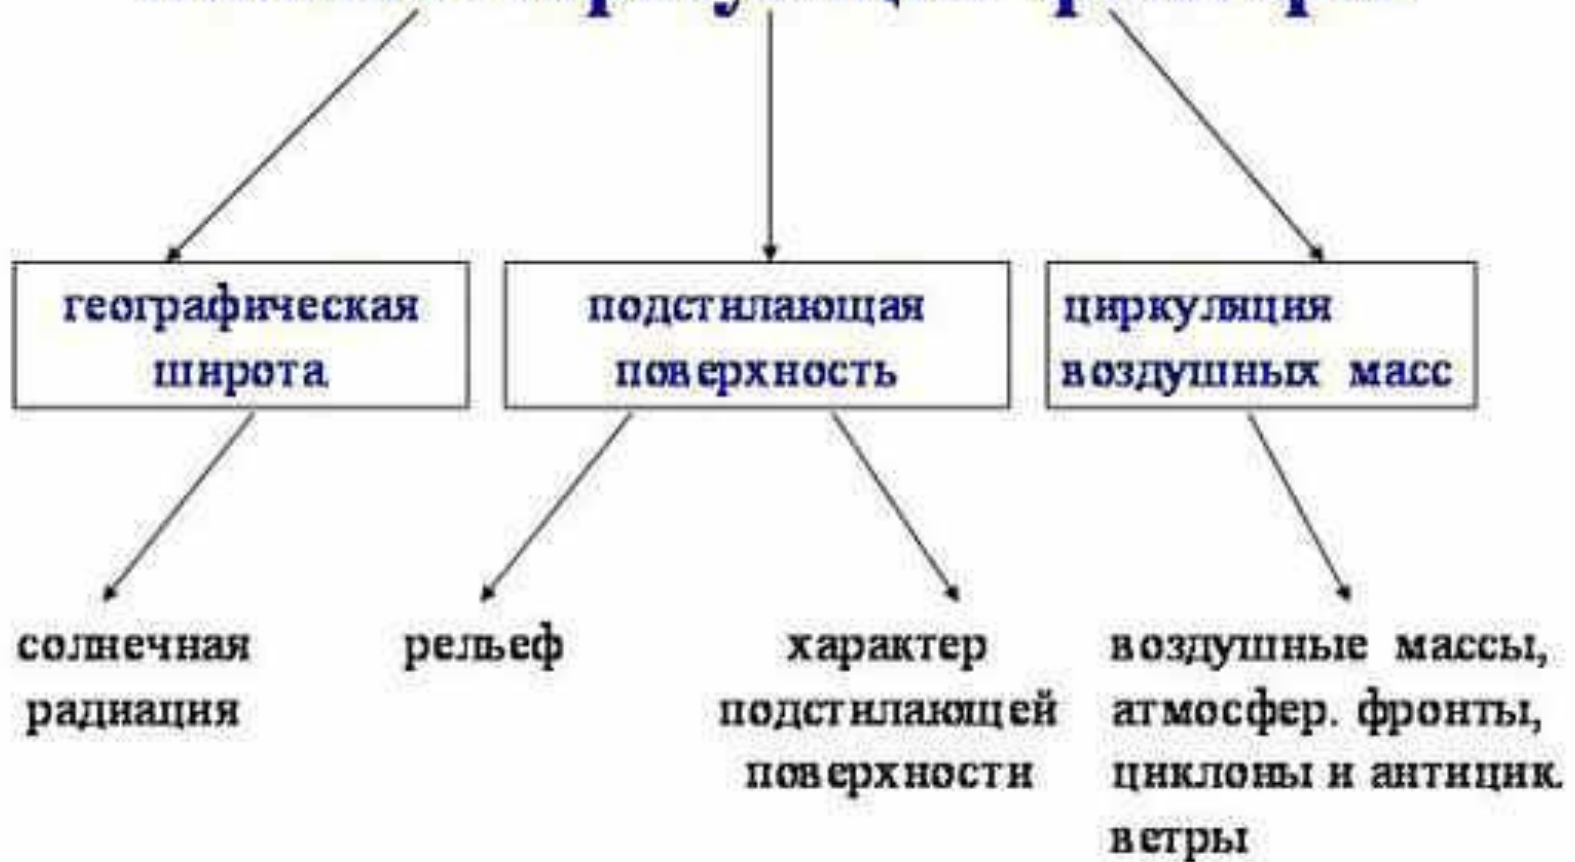 географическая
широта
подстилающая
поверхность
циркуляция
воздушных масс
солнечная
радиация
рельеф
характер
подстилающей
поверхности
воздушные массы,
атмосфер. фронты,
циклоны и антицик.
ветры